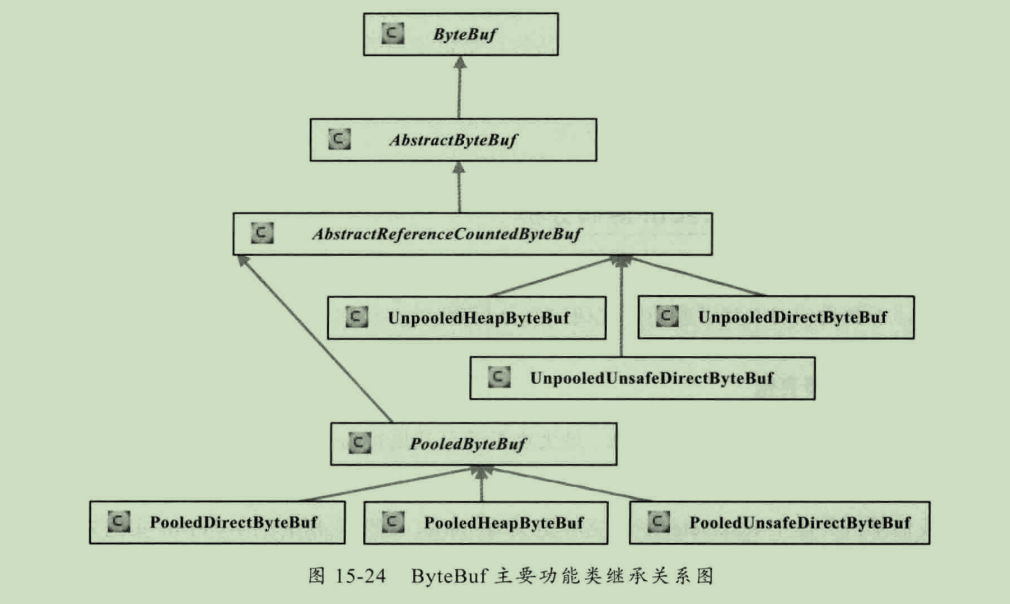 ByteBuf
AbstractByteBuf
AbstractReferenceCountedByteBuf
UnpooledHeapByteBuf
UnpooledDirectByteBuf
UnpooledUnsafeDirectByteBuf
PooledByteBuf
PooledDirectByteBuf
PooledHeapByteBuf
PooledUnsafeDirectByteBuf
图 15-24 ByteBuf 主要功能类继承关系图